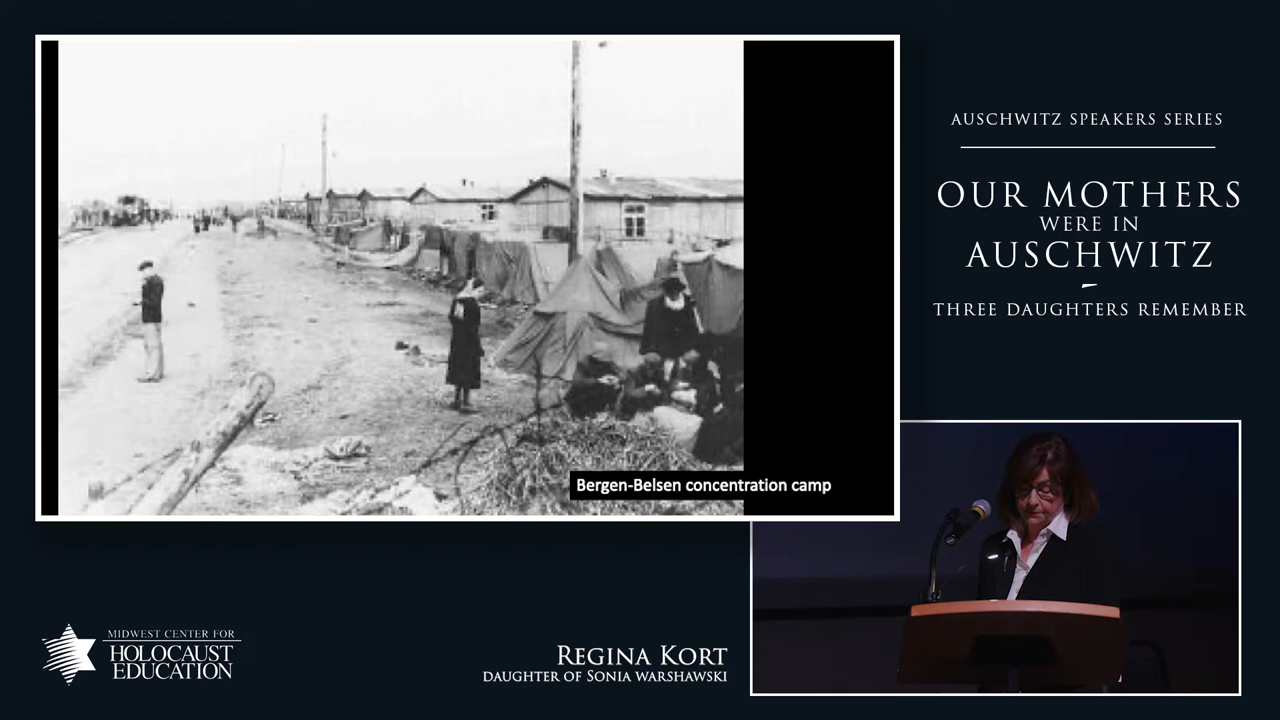 AUSCHWITZ SPEAKERS SERIES
OUR MOTHERS
WERE IN
AUSCHWITZ
THREE DAUGHTERS REMEMBER
Bergen-Belsen concentration camp
MIDWEST CENTER FOR
HOLOCAUST
EDUCATION
REGINA KORT
DAUGHTER OF SONIA WARSHAWSKI